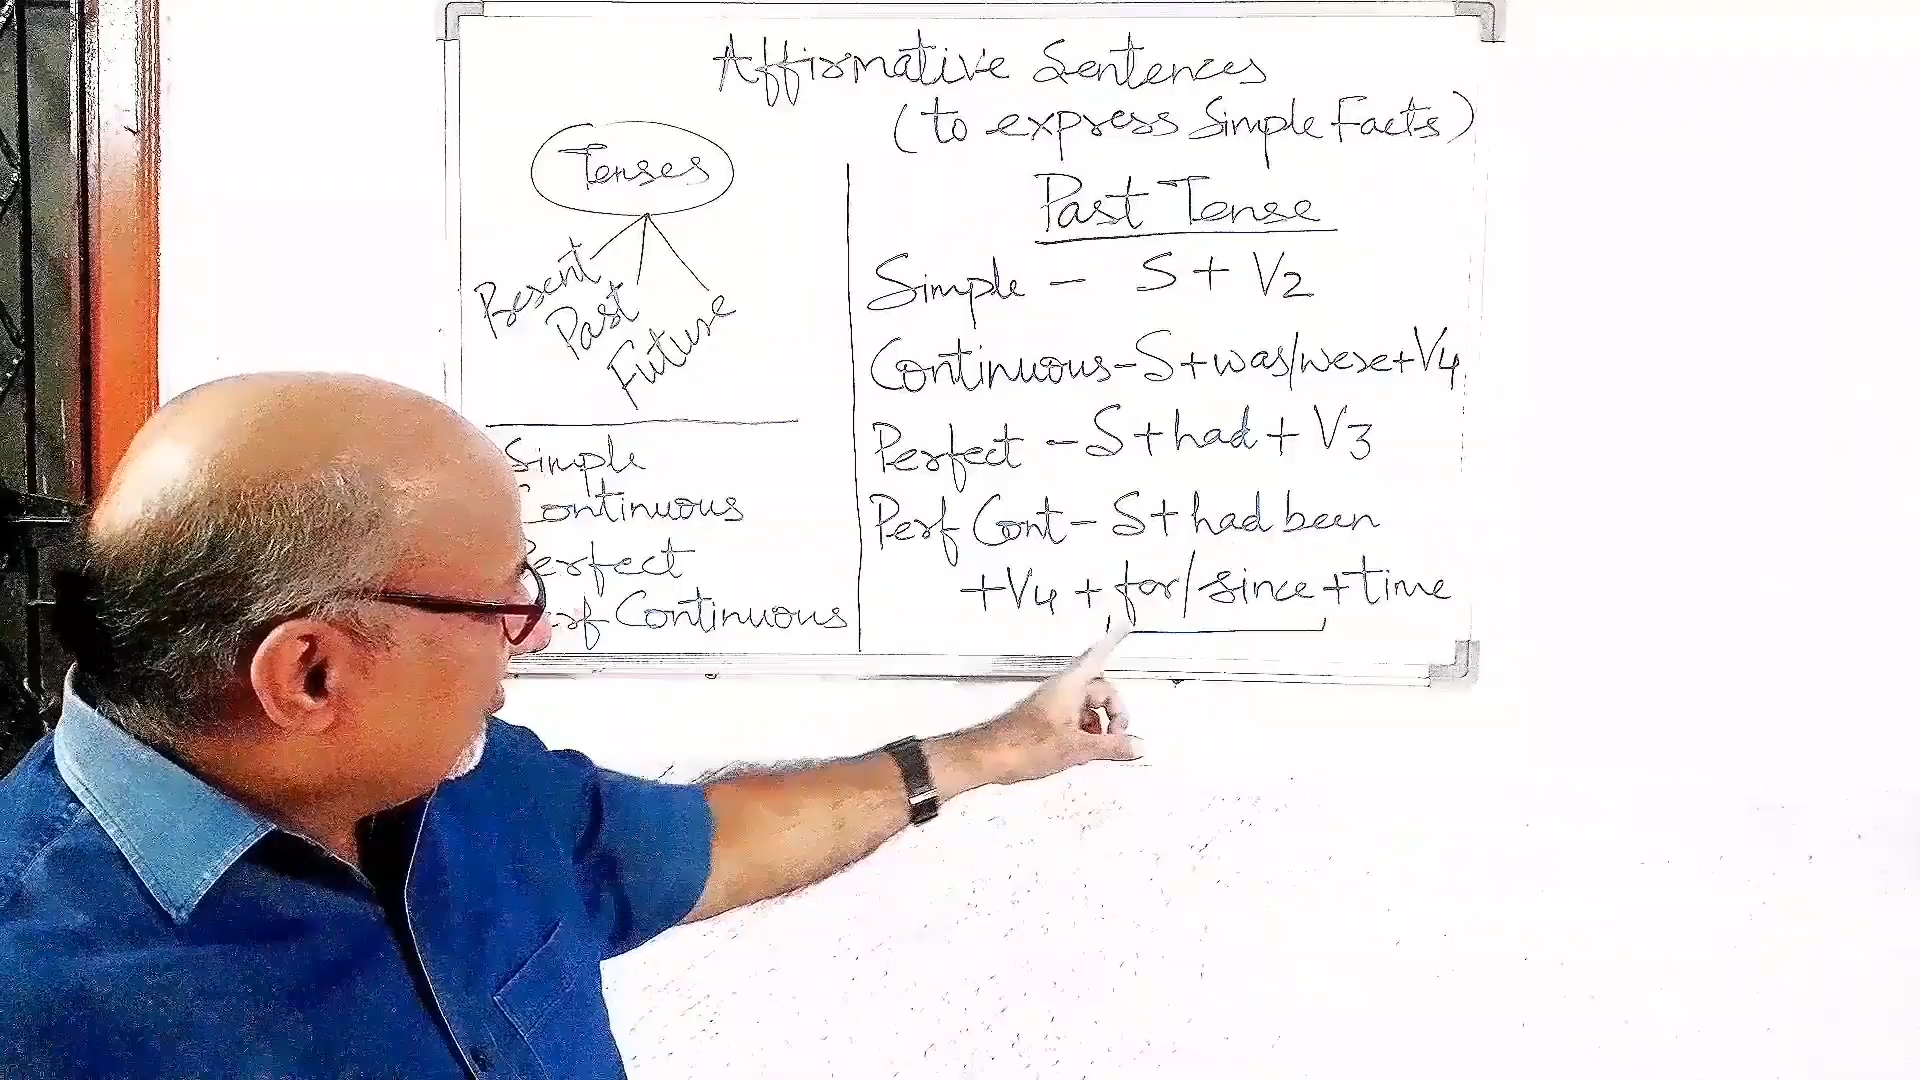 Affirmative Sentences
(to express Simple Facts)
Tenses
Present
Past
Future
Simple
Continuous
Perfect
Perf Continuous
Past Tense
Simple - S + V2
Continuous - S + was/were + V4
Perfect - S + had + V3
Perf Cont - S + had been
+ V4 + for/since + time